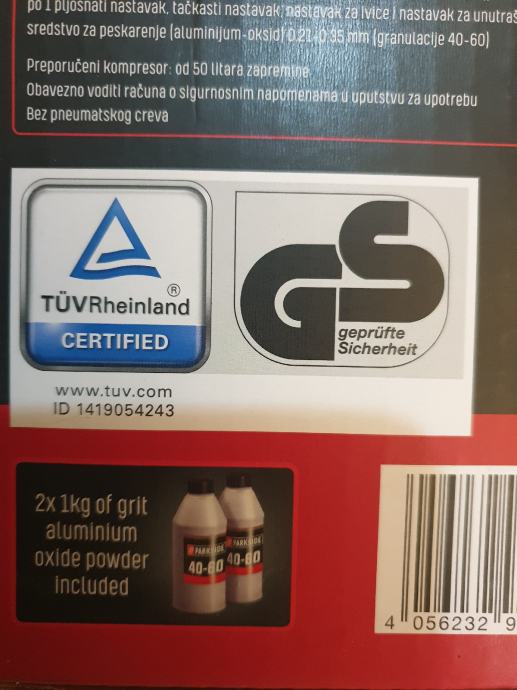 po 1 pljosnati nastavak, tačkasti nastavak, nastavak za ivice i nastavak za
sredstvo za peskarenje (aluminijum-oksid) 0.21-0.35 mm (granulacije 40-60)
Preporučeni kompresor: od 50 litara zapremine
Obavezno voditi računa o sigurnosnim napomenama u uputstvu za upotrebu
Bez pneumatskog creva
TÜVRheinland®
CERTIFIED
GS
geprüfte
Sicherheit
www.tuv.com
ID 1419054243
2x 1kg of grit
aluminium
oxide powder
included
PARKSIDE
40-60
PARKSIDE
40-60
4 056232 9